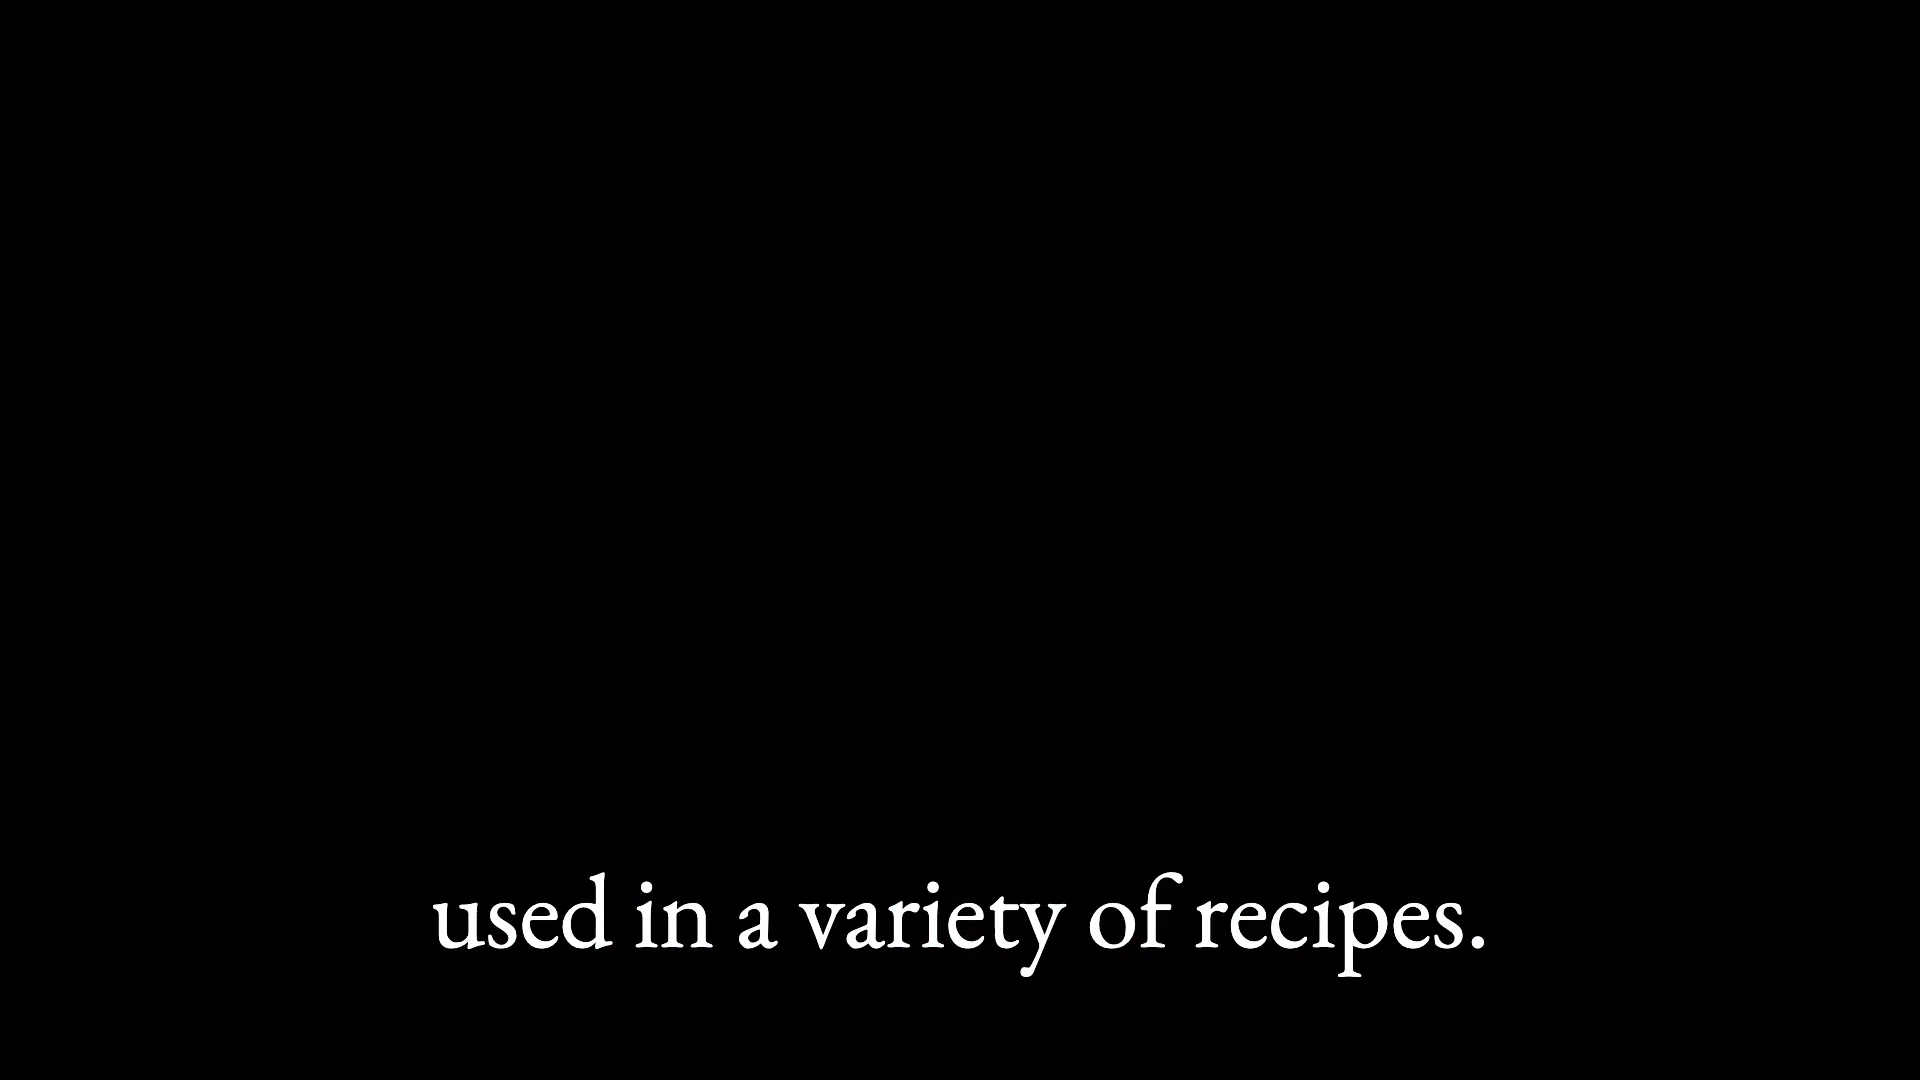 used in a variety of recipes.